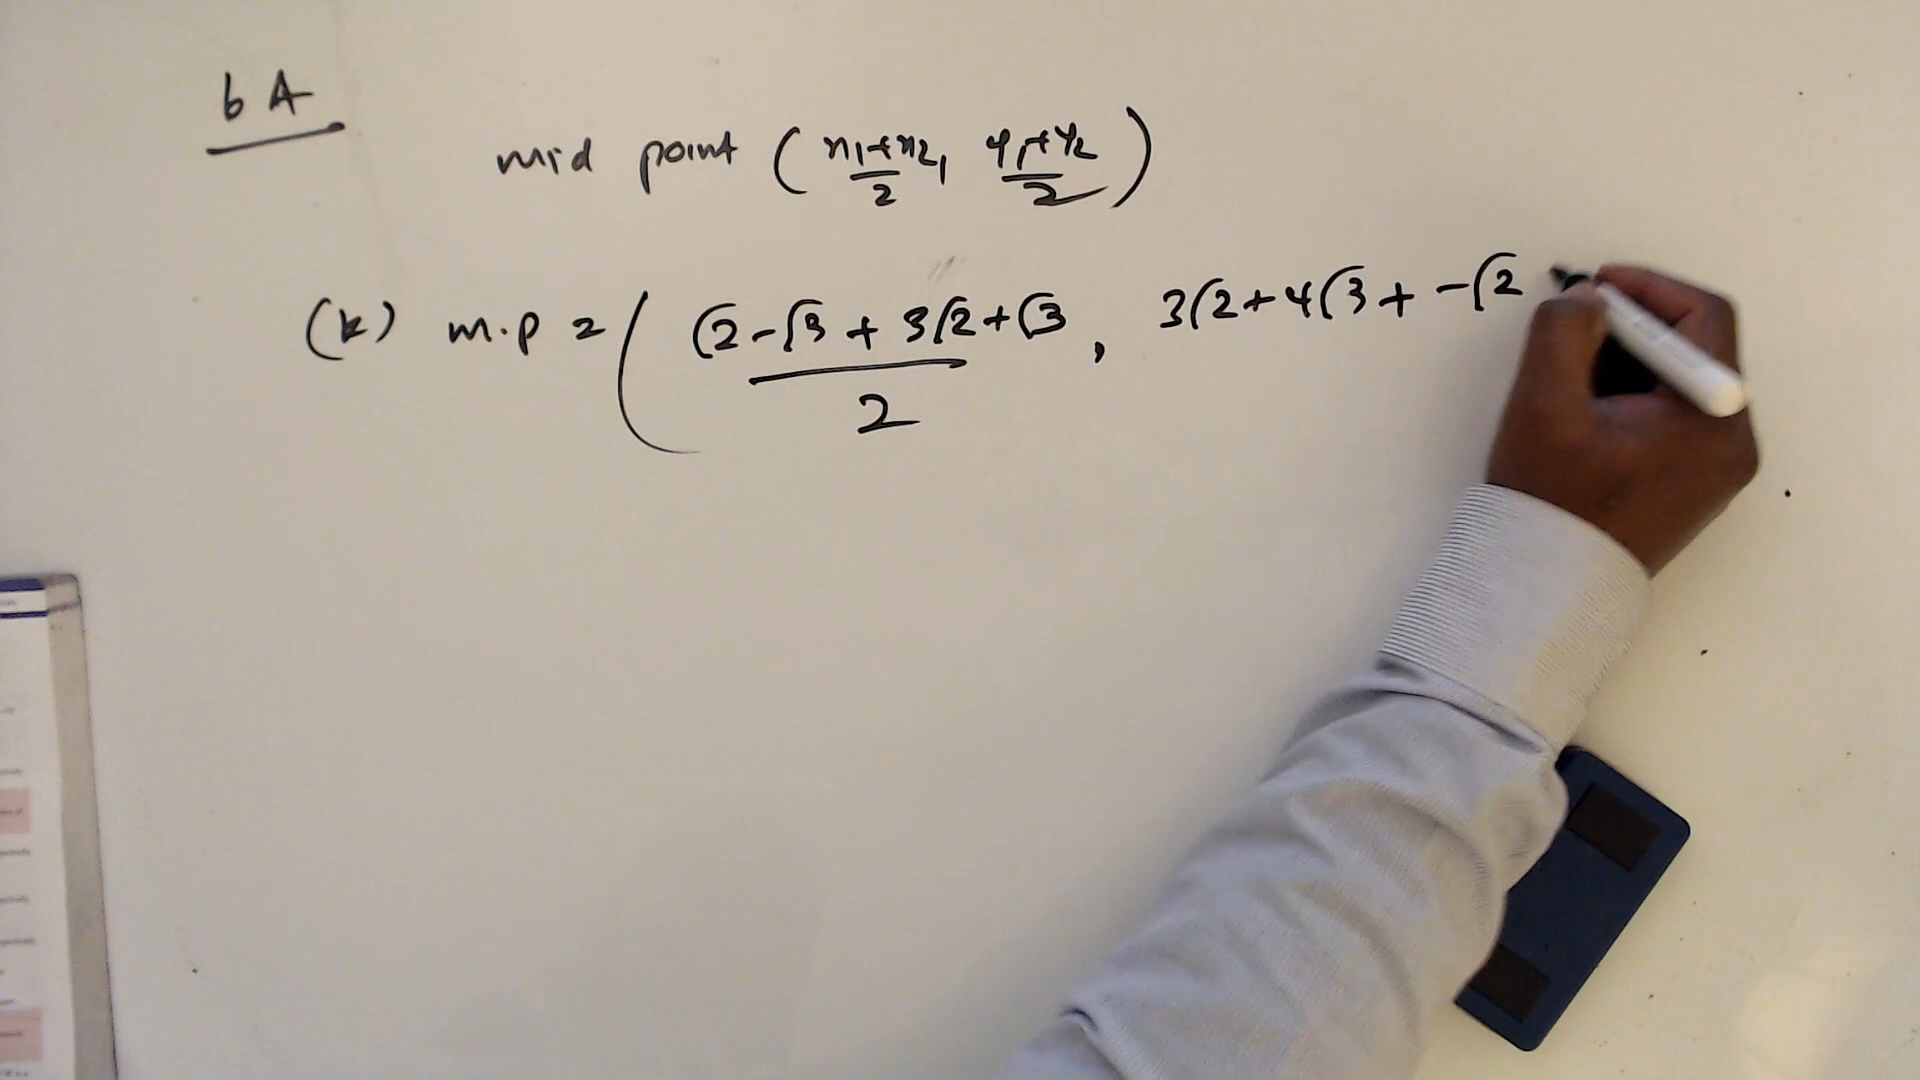 6A
mid point (x₁+x₂/2, y₁+y₂/2)
(k) m.p = ( √2-√3 + 3√2+√3 / 2 , 3√2+4√3 + -√2